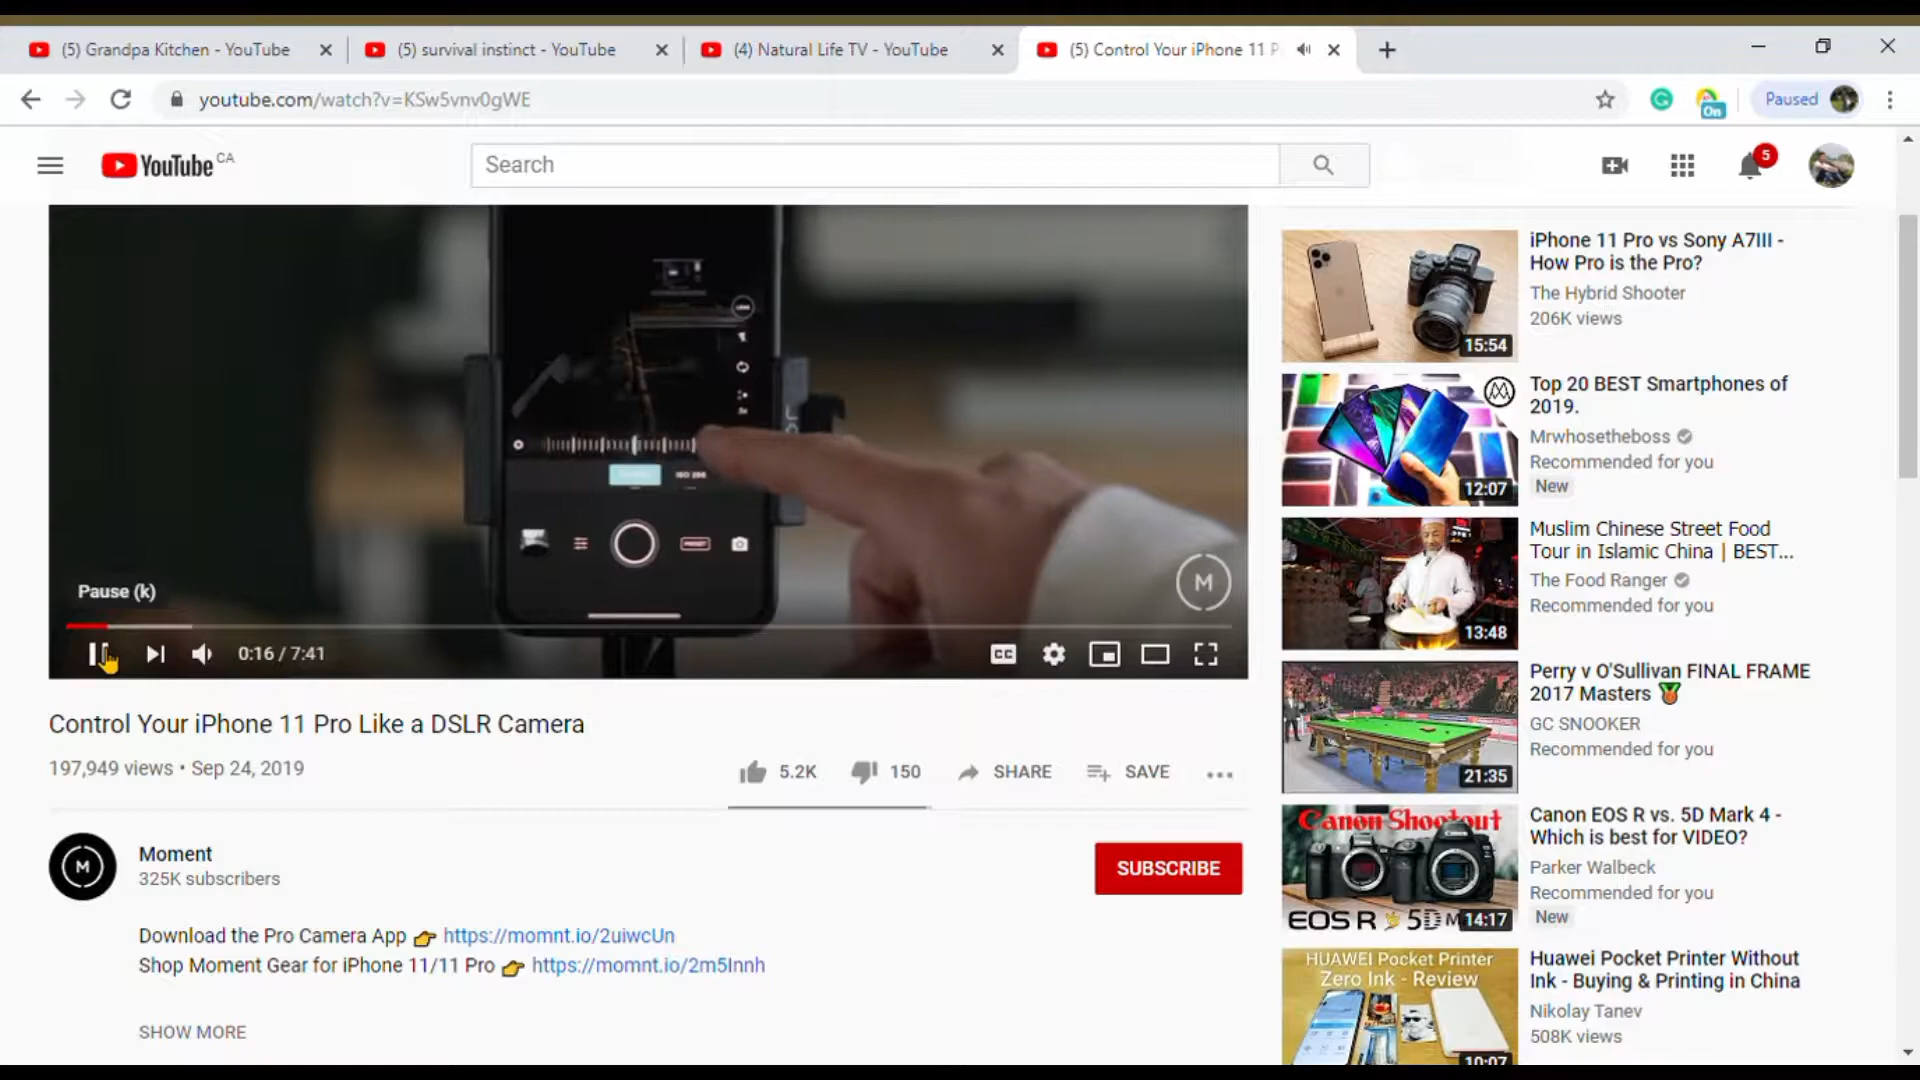 (5) Grandpa Kitchen - YouTube
(5) survival instinct - YouTube
(4) Natural Life TV - YouTube
(5) Control Your iPhone 11 P
youtube.com/watch?v=KSw5vnv0gWE
On
Paused
YouTube CA
Search
5
ISO 200
M
Pause (k)
0:16 / 7:41
CC
Control Your iPhone 11 Pro Like a DSLR Camera
197,949 views • Sep 24, 2019
5.2K
150
SHARE
SAVE
M
Moment
325K subscribers
SUBSCRIBE
Download the Pro Camera App 👉 https://momnt.io/2uiwcUn
Shop Moment Gear for iPhone 11/11 Pro 👉 https://momnt.io/2m5Innh
SHOW MORE
15:54
iPhone 11 Pro vs Sony A7III -
How Pro is the Pro?
The Hybrid Shooter
206K views
12:07
Top 20 BEST Smartphones of
2019.
Mrwhosetheboss
Recommended for you
New
13:48
Muslim Chinese Street Food
Tour in Islamic China | BEST...
The Food Ranger
Recommended for you
21:35
Perry v O'Sullivan FINAL FRAME
2017 Masters 🏅
GC SNOOKER
Recommended for you
Canon Shootout
EOS R 5D M
14:17
Canon EOS R vs. 5D Mark 4 -
Which is best for VIDEO?
Parker Walbeck
Recommended for you
New
HUAWEI Pocket Printer
Zero Ink - Review
10:07
Huawei Pocket Printer Without
Ink - Buying & Printing in China
Nikolay Tanev
508K views